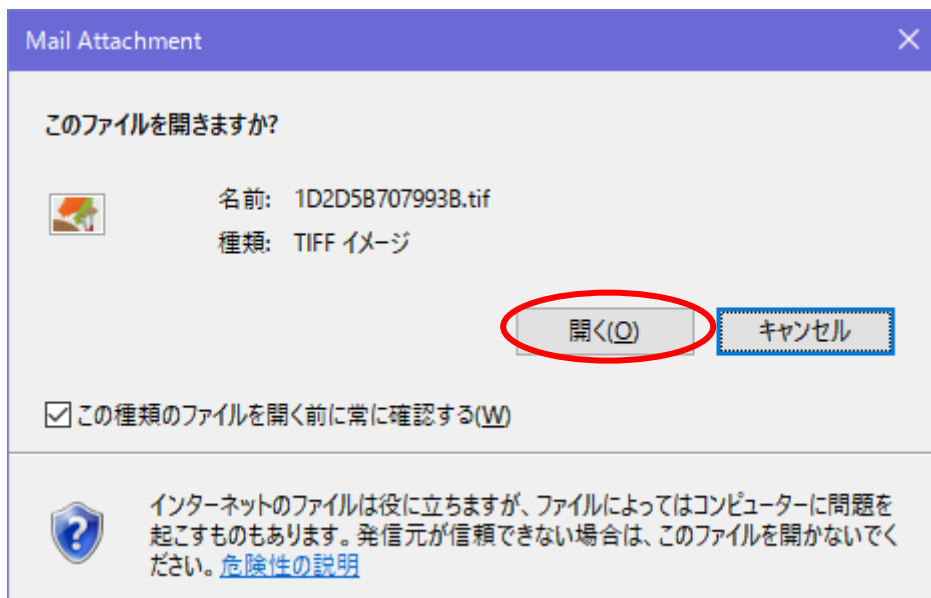 Mail Attachment
このファイルを開きますか?
名前: 1D2D5B707993B.tif
種類: TIFF イメージ
開く(O)
キャンセル
この種類のファイルを開く前に常に確認する(W)
インターネットのファイルは役に立ちますが、ファイルによってはコンピューターに問題を
起こすものもあります。発信元が信頼できない場合は、このファイルを開かないでく
ださい。危険性の説明